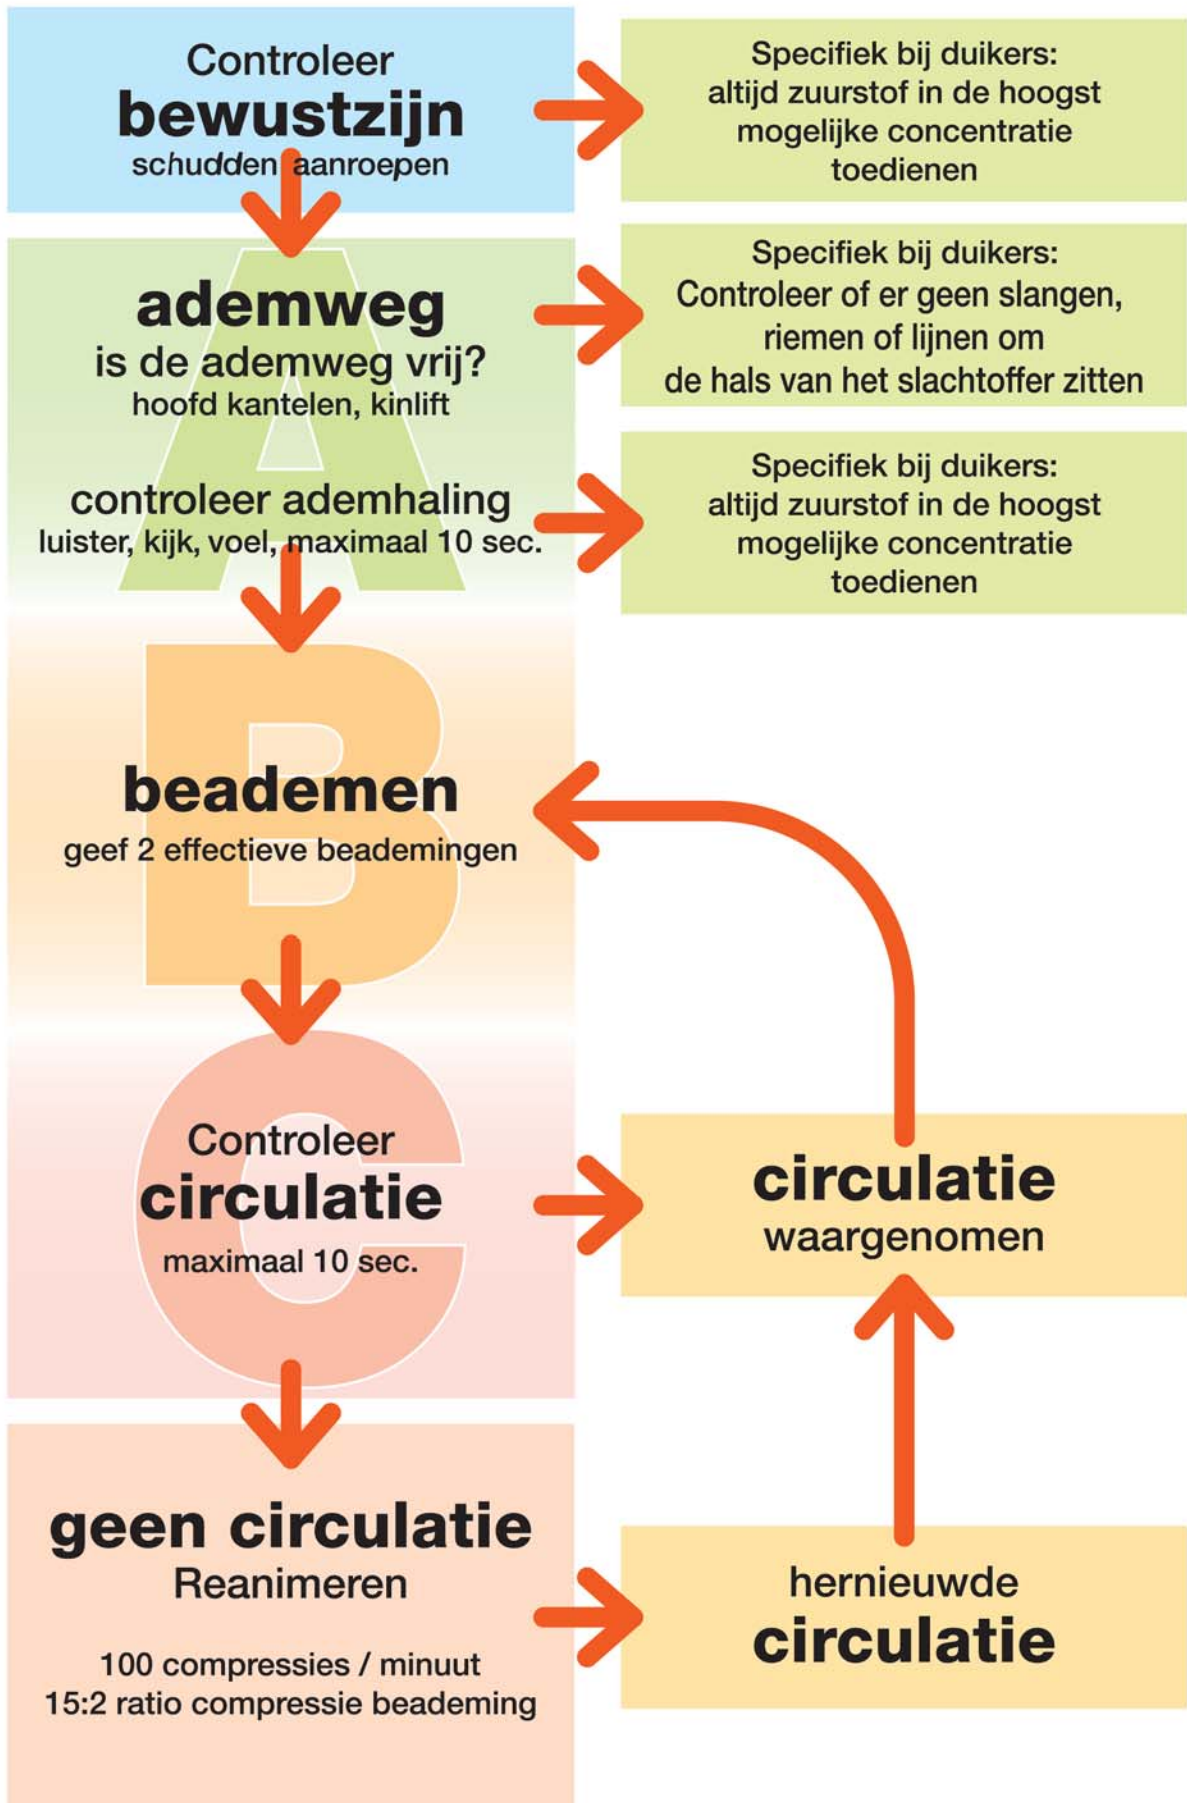 Controleer
bewustzijn
schudden aanroepen
Specifiek bij duikers:
altijd zuurstof in de hoogst
mogelijke concentratie
toedienen
A
ademweg
is de ademweg vrij?
hoofd kantelen, kinlift
Specifiek bij duikers:
Controleer of er geen slangen,
riemen of lijnen om
de hals van het slachtoffer zitten
controleer ademhaling
luister, kijk, voel, maximaal 10 sec.
Specifiek bij duikers:
altijd zuurstof in de hoogst
mogelijke concentratie
toedienen
B
beademen
geef 2 effectieve beademingen
C
Controleer
circulatie
maximaal 10 sec.
circulatie
waargenomen
geen circulatie
Reanimeren
100 compressies / minuut
15:2 ratio compressie beademing
hernieuwde
circulatie